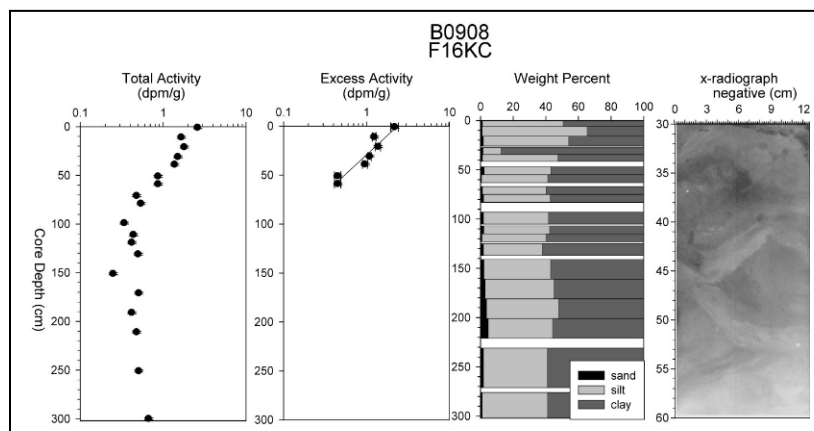 B0908
F16KC
Total Activity
(dpm/g)
Excess Activity
(dpm/g)
Weight Percent
x-radiograph
negative (cm)
0.1 1 10
0.1 1 10
0 20 40 60 80 100
0 3 6 9 12
Core Depth (cm)
0
50
100
150
200
250
300
0
50
100
150
200
250
300
0
50
100
150
200
250
300
sand
silt
clay
30
35
40
45
50
55
60